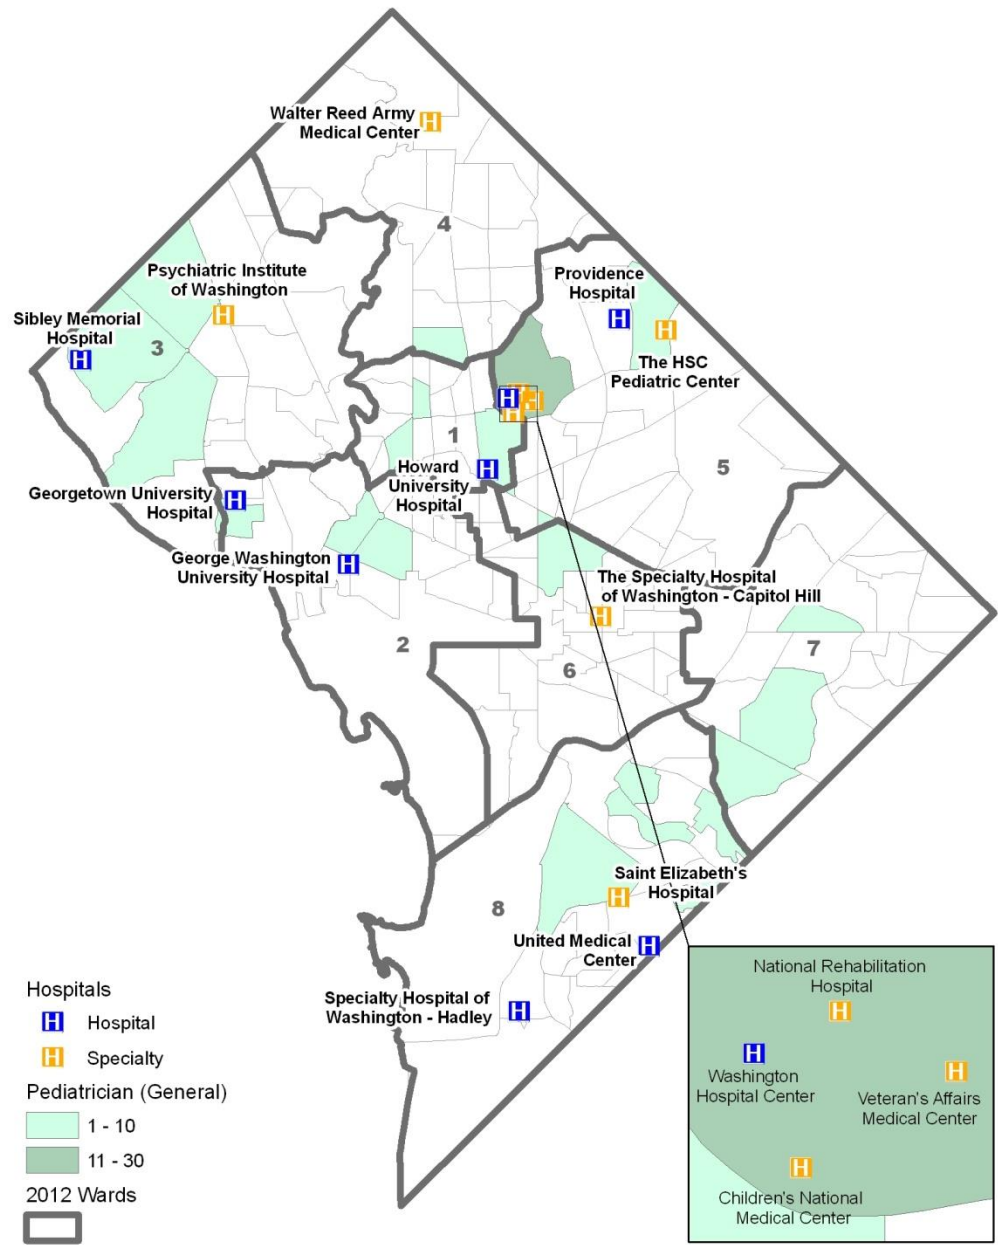 Walter Reed Army
Medical Center
4
Psychiatric Institute
of Washington
Providence
Hospital
Sibley Memorial
Hospital
3
The HSC
Pediatric Center
1
5
Howard
University
Hospital
Georgetown University
Hospital
George Washington
University Hospital
The Specialty Hospital
of Washington - Capitol Hill
2
6
7
Saint Elizabeth's
Hospital
8
United Medical
Center
Specialty Hospital of
Washington - Hadley
Hospitals
H Hospital
H Specialty
Pediatrician (General)
1 - 10
11 - 30
2012 Wards
National Rehabilitation
Hospital
Washington
Hospital Center
Veteran's Affairs
Medical Center
Children's National
Medical Center